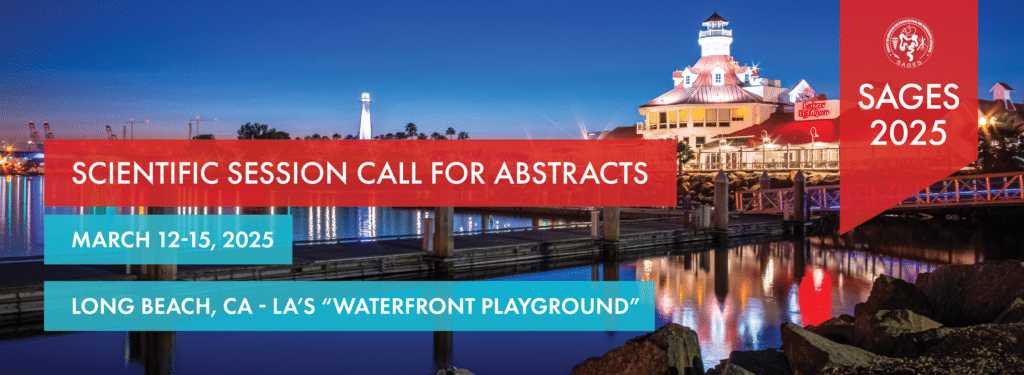 SAGES
SAGES
2025
SCIENTIFIC SESSION CALL FOR ABSTRACTS
MARCH 12-15, 2025
LONG BEACH, CA - LA’S “WATERFRONT PLAYGROUND”